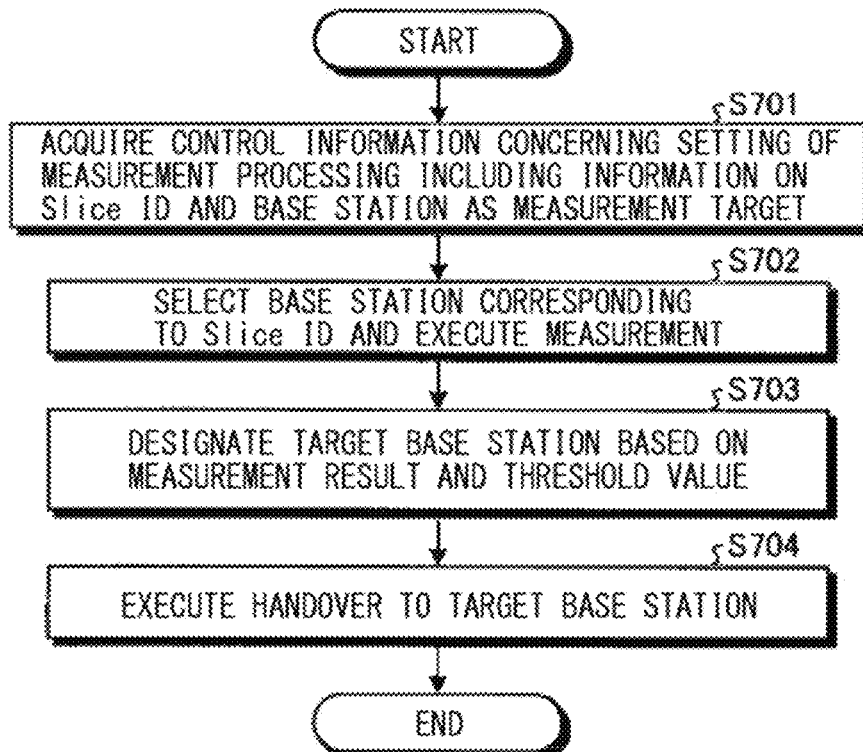 START
S701
ACQUIRE CONTROL INFORMATION CONCERNING SETTING OF
MEASUREMENT PROCESSING INCLUDING INFORMATION ON
Slice ID AND BASE STATION AS MEASUREMENT TARGET
S702
SELECT BASE STATION CORRESPONDING
TO Slice ID AND EXECUTE MEASUREMENT
S703
DESIGNATE TARGET BASE STATION BASED ON
MEASUREMENT RESULT AND THRESHOLD VALUE
S704
EXECUTE HANDOVER TO TARGET BASE STATION
END